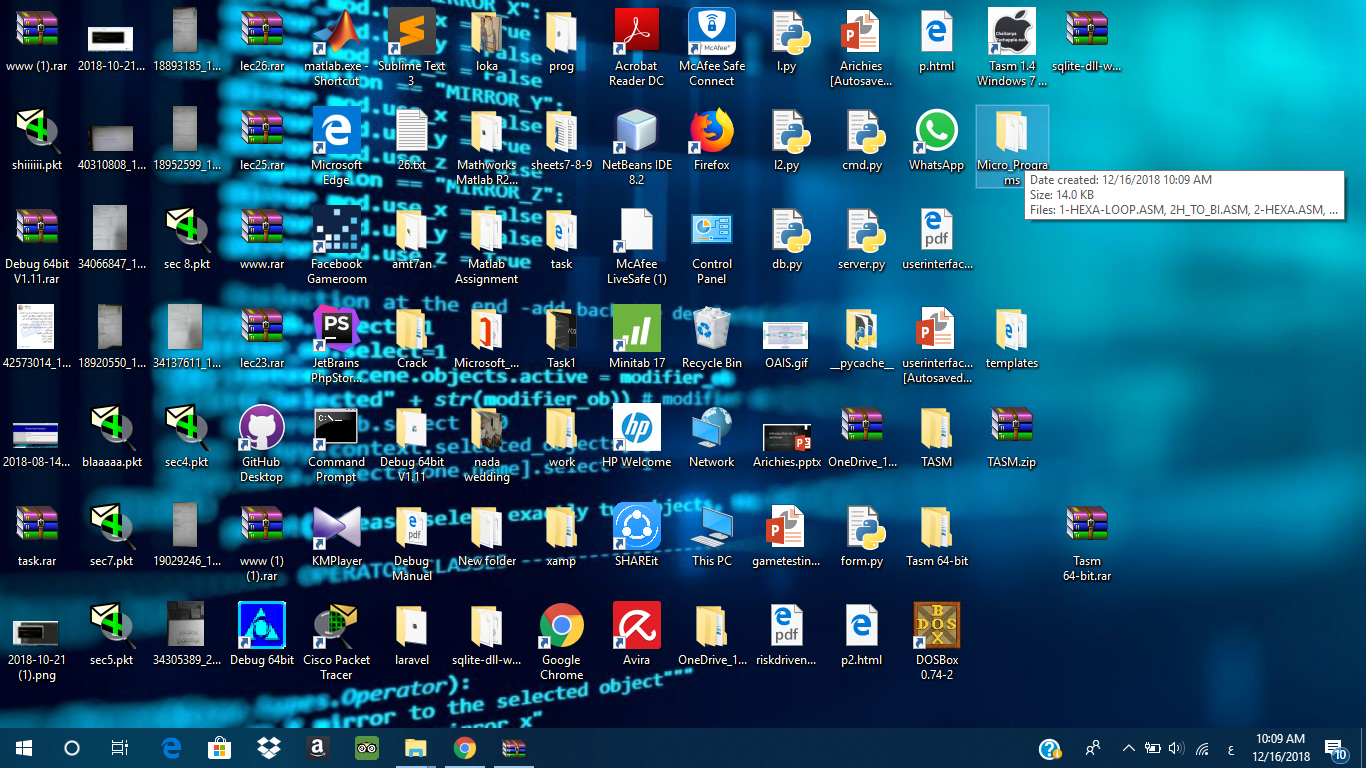 www (1).rar
2018-10-21...
18893185_1...
lec26.rar
matlab.exe -
Shortcut
Sublime Text
3
loka
prog
Acrobat
Reader DC
McAfee Safe
Connect
l.py
Arichies
[Autosave...
p.html
Tasm 1.4
Windows 7 ...
sqlite-dll-w...
shiiiiii.pkt
40310808_1...
18952599_1...
lec25.rar
Microsoft
Edge
26.txt
Mathworks
Matlab R2...
sheets7-8-9
NetBeans IDE
8.2
Firefox
l2.py
cmd.py
WhatsApp
Micro_Progra
ms
Date created: 12/16/2018 10:09 AM
Size: 14.0 KB
Files: 1-HEXA-LOOP.ASM, 2H_TO_BI.ASM, 2-HEXA.ASM, ...
Debug 64bit
V1.11.rar
34066847_1...
sec 8.pkt
www.rar
Facebook
Gameroom
amt7an
Matlab
Assignment
task
McAfee
LiveSafe (1)
Control
Panel
db.py
server.py
userinterfac...
42573014_1...
18920550_1...
34137611_1...
lec23.rar
JetBrains
PhpStor...
Crack
Microsoft_...
Task1
Minitab 17
Recycle Bin
OAIS.gif
__pycache__
userinterfac...
[Autosaved...
templates
2018-08-14...
blaaaaa.pkt
sec4.pkt
GitHub
Desktop
Command
Prompt
Debug 64bit
V1.11
nada
wedding
work
HP Welcome
Network
Arichies.pptx
OneDrive_1...
TASM
TASM.zip
task.rar
sec7.pkt
19029246_1...
www (1)
(1).rar
KMPlayer
Debug
Manuel
New folder
xamp
SHAREit
This PC
gametestin...
form.py
Tasm 64-bit
Tasm
64-bit.rar
2018-10-21
(1).png
sec5.pkt
34305389_2...
Debug 64bit
Cisco Packet
Tracer
laravel
sqlite-dll-w...
Google
Chrome
Avira
OneDrive_1...
riskdriven...
p2.html
DOSBox
0.74-2
10:09 AM
12/16/2018
ع
10